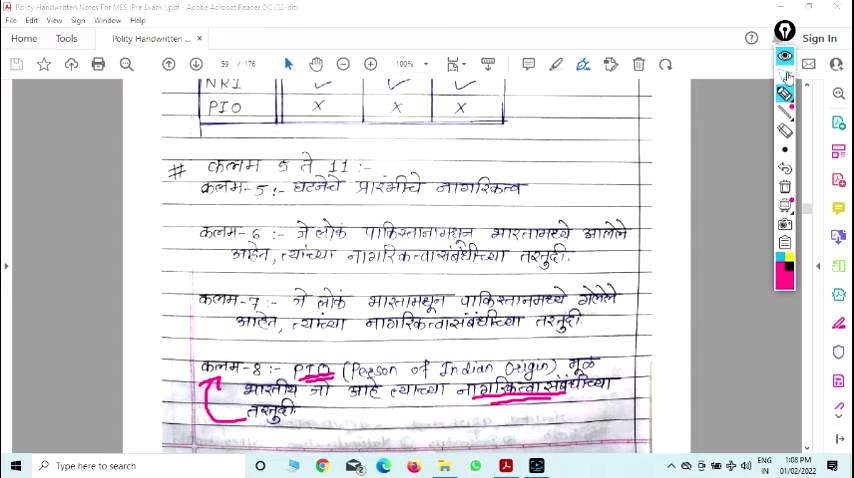 Polity Handwritten Notes For MES (Pre Exam ).pdf - Adobe Acrobat Reader DC (32-bit)
File Edit View Sign Window Help
Home Tools Polity Handwritten ... × Sign In
59 / 176 100%
NRI ✓ ✓ ✓
PIO × × ×
# कलम 5 ते 11 :-
कलम-5 :- घटनेचे प्रारंभीचे नागरिकत्व
कलम-6 :- जे लोकं पाकिस्तानामधून भारतामध्ये आलेले
आहेत, त्यांच्या नागरिकत्वासंबंधीच्या तरतुदी.
कलम-7 :- जे लोकं भारतामधून पाकिस्तानमध्ये गेलेले
आहेत, त्यांच्या नागरिकत्वासंबंधीच्या तरतुदी.
कलम-8 :- PIO (Person of Indian Origin) मूळ
भारतीय जो आहे त्याच्या नागरिकत्वासंबंधीच्या
तरतुदी.
Type here to search
ENG 1:08 PM
IN 01/02/2022